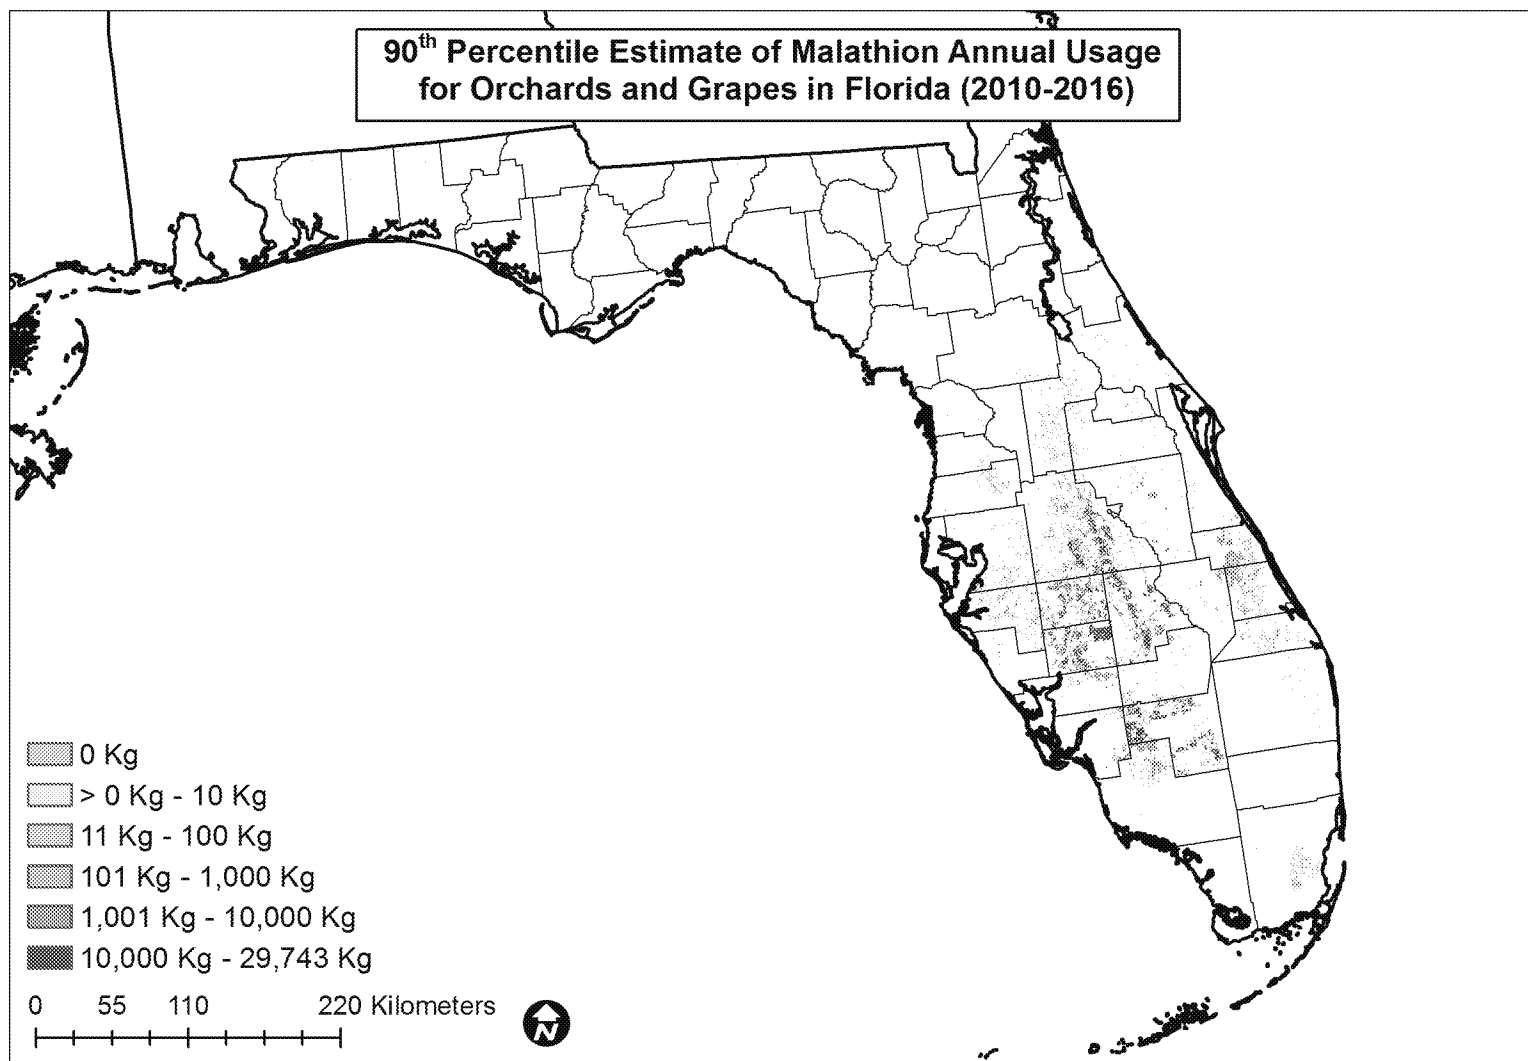 90th Percentile Estimate of Malathion Annual Usage
for Orchards and Grapes in Florida (2010-2016)
0 Kg
> 0 Kg - 10 Kg
11 Kg - 100 Kg
101 Kg - 1,000 Kg
1,001 Kg - 10,000 Kg
10,000 Kg - 29,743 Kg
0 55 110 220 Kilometers
N